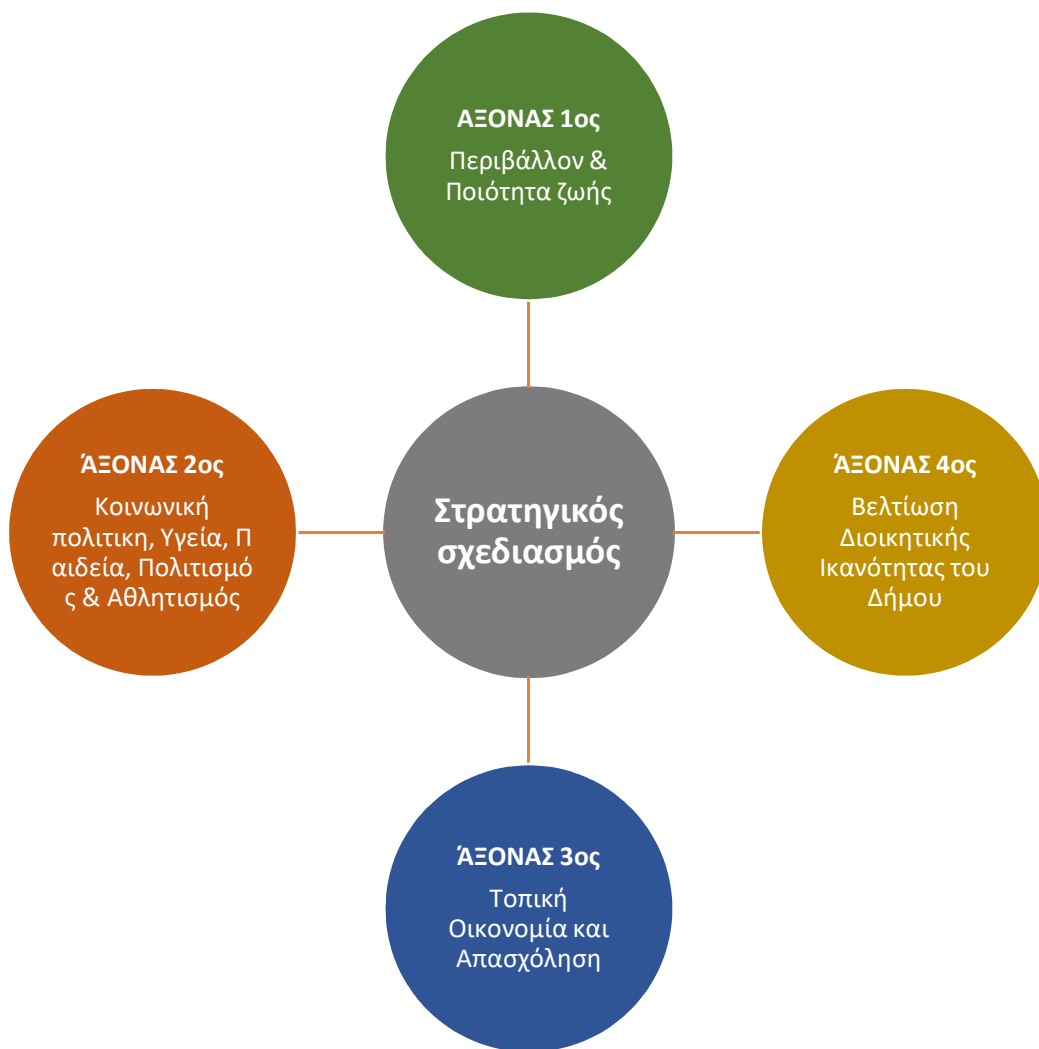 ΑΞΟΝΑΣ 1ος
Περιβάλλον &
Ποιότητα ζωής
ΆΞΟΝΑΣ 2ος
Κοινωνική
πολιτικη, Υγεία, Π
αιδεία, Πολιτισμό
ς & Αθλητισμός
Στρατηγικός
σχεδιασμός
ΆΞΟΝΑΣ 4ος
Βελτίωση
Διοικητικής
Ικανότητας του
Δήμου
ΆΞΟΝΑΣ 3ος
Τοπική
Οικονομία και
Απασχόληση